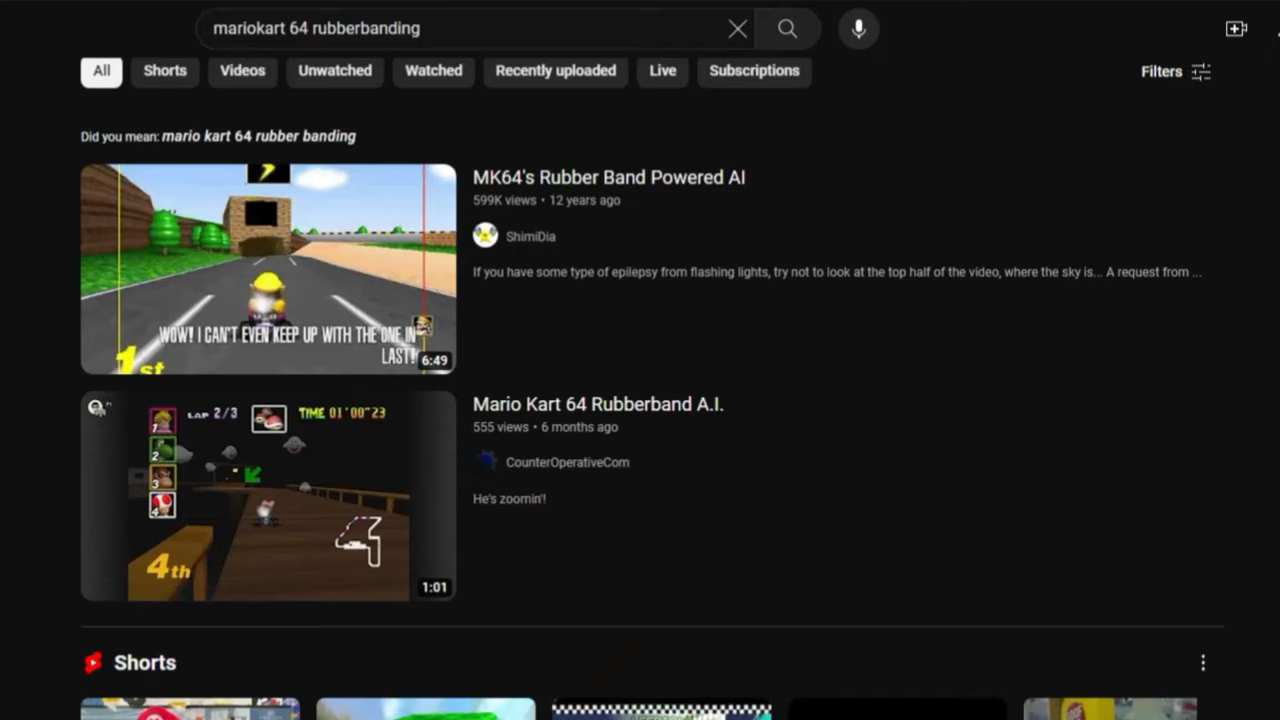 mariokart 64 rubberbanding
All Shorts Videos Unwatched Watched Recently uploaded Live Subscriptions Filters
Did you mean: mario kart 64 rubber banding
MK64's Rubber Band Powered AI
599K views • 12 years ago
ShimiDia
If you have some type of epilepsy from flashing lights, try not to look at the top half of the video, where the sky is... A request from ...
WOW! I CAN'T EVEN KEEP UP WITH THE ONE IN
LAST!
6:49
1st
Mario Kart 64 Rubberband A.I.
555 views • 6 months ago
CounterOperativeCom
He's zoomin'!
LAP 2/3 TIME 01'00"23
1
2
3
4
4th
1:01
Shorts